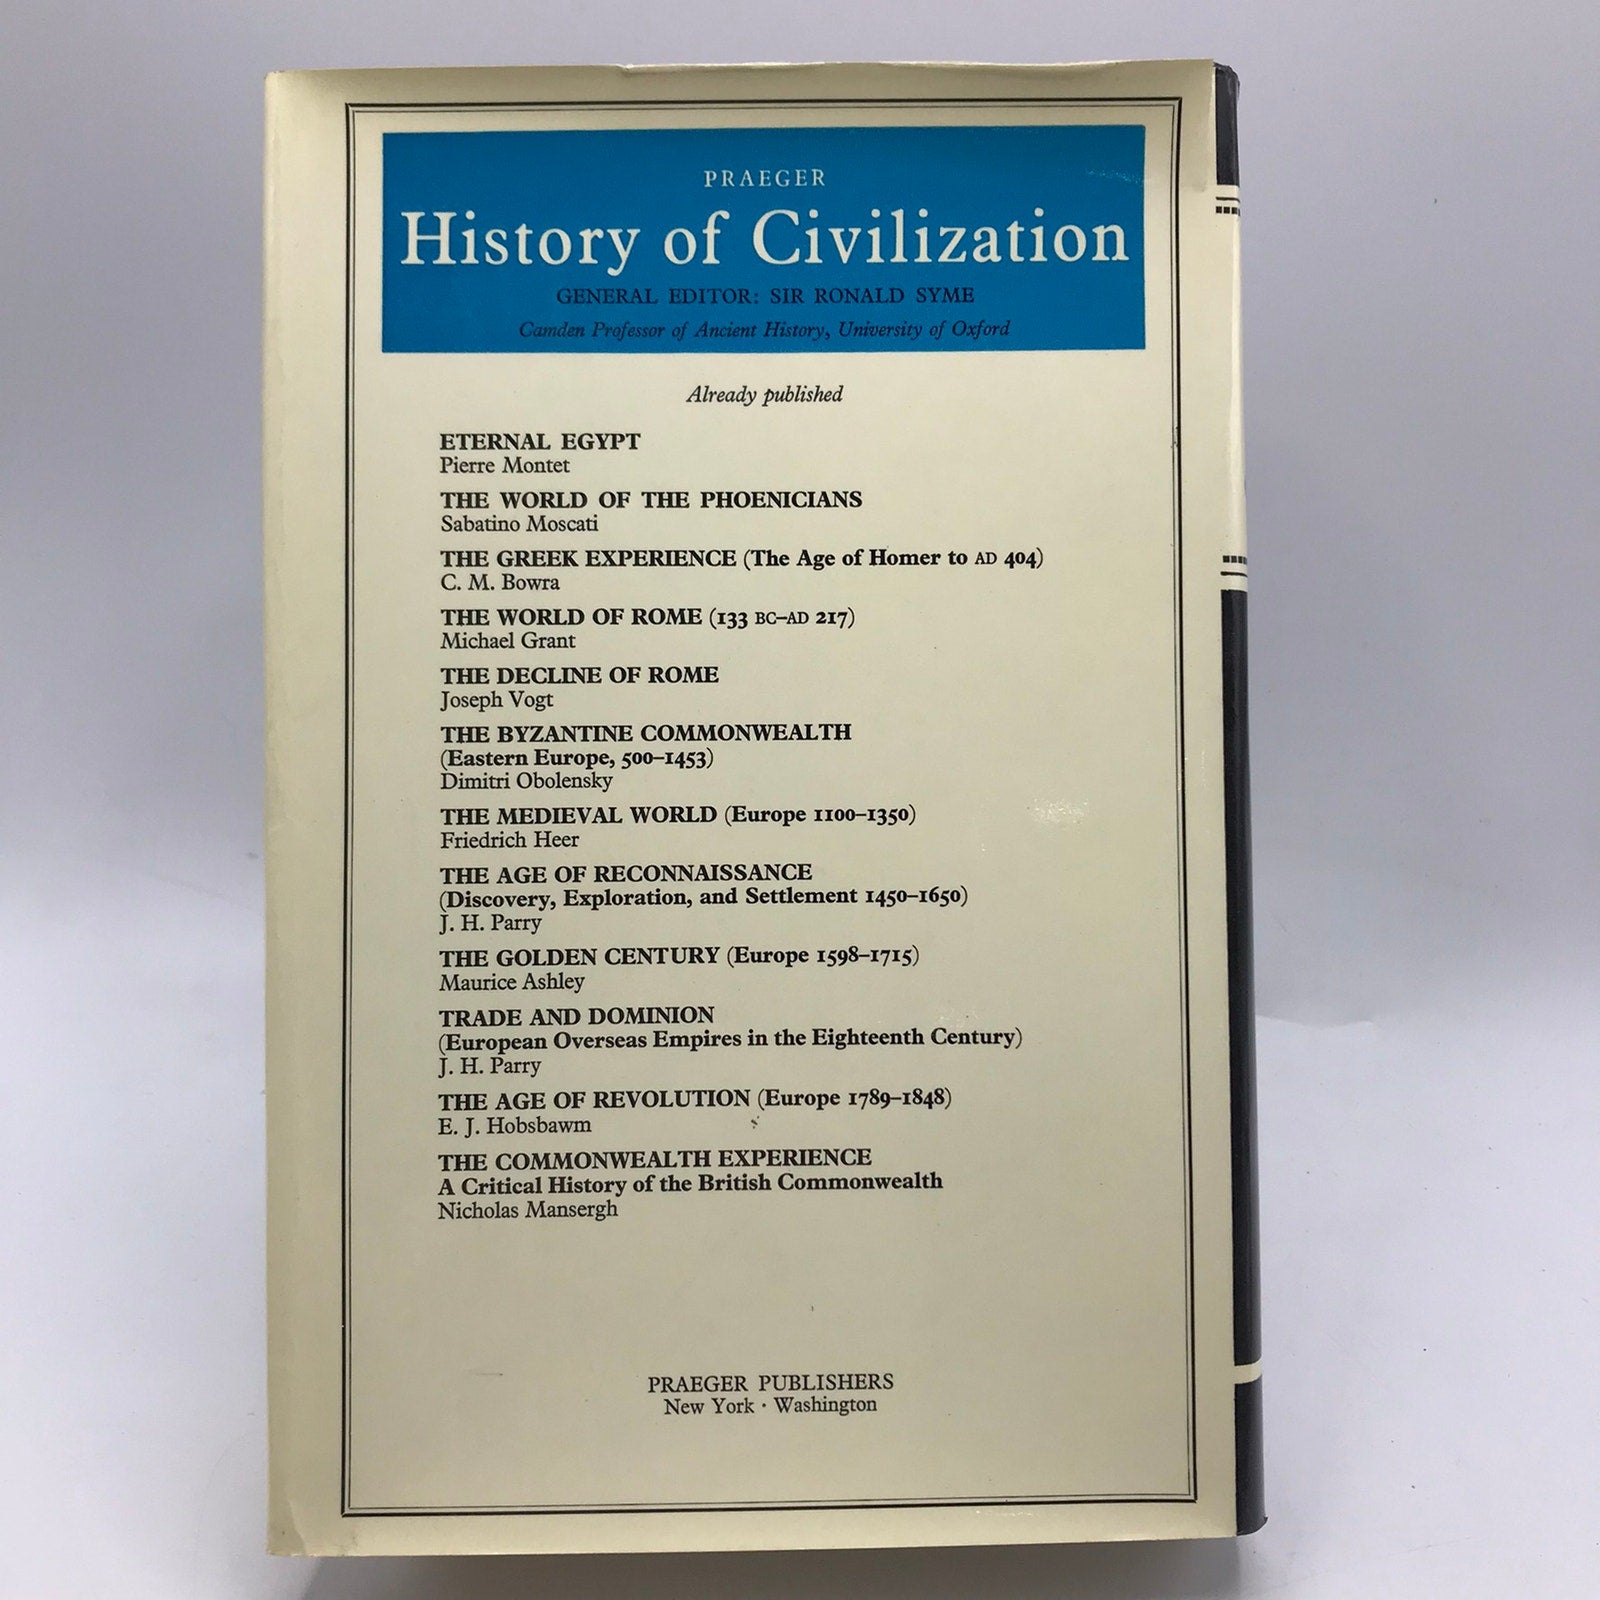 PRAEGER
History of Civilization
GENERAL EDITOR: SIR RONALD SYME
Camden Professor of Ancient History, University of Oxford
Already published
ETERNAL EGYPT
Pierre Montet
THE WORLD OF THE PHOENICIANS
Sabatino Moscati
THE GREEK EXPERIENCE (The Age of Homer to AD 404)
C. M. Bowra
THE WORLD OF ROME (133 BC–AD 217)
Michael Grant
THE DECLINE OF ROME
Joseph Vogt
THE BYZANTINE COMMONWEALTH
(Eastern Europe, 500–1453)
Dimitri Obolensky
THE MEDIEVAL WORLD (Europe 1100–1350)
Friedrich Heer
THE AGE OF RECONNAISSANCE
(Discovery, Exploration, and Settlement 1450–1650)
J. H. Parry
THE GOLDEN CENTURY (Europe 1598–1715)
Maurice Ashley
TRADE AND DOMINION
(European Overseas Empires in the Eighteenth Century)
J. H. Parry
THE AGE OF REVOLUTION (Europe 1789–1848)
E. J. Hobsbawm
THE COMMONWEALTH EXPERIENCE
A Critical History of the British Commonwealth
Nicholas Mansergh
PRAEGER PUBLISHERS
New York · Washington